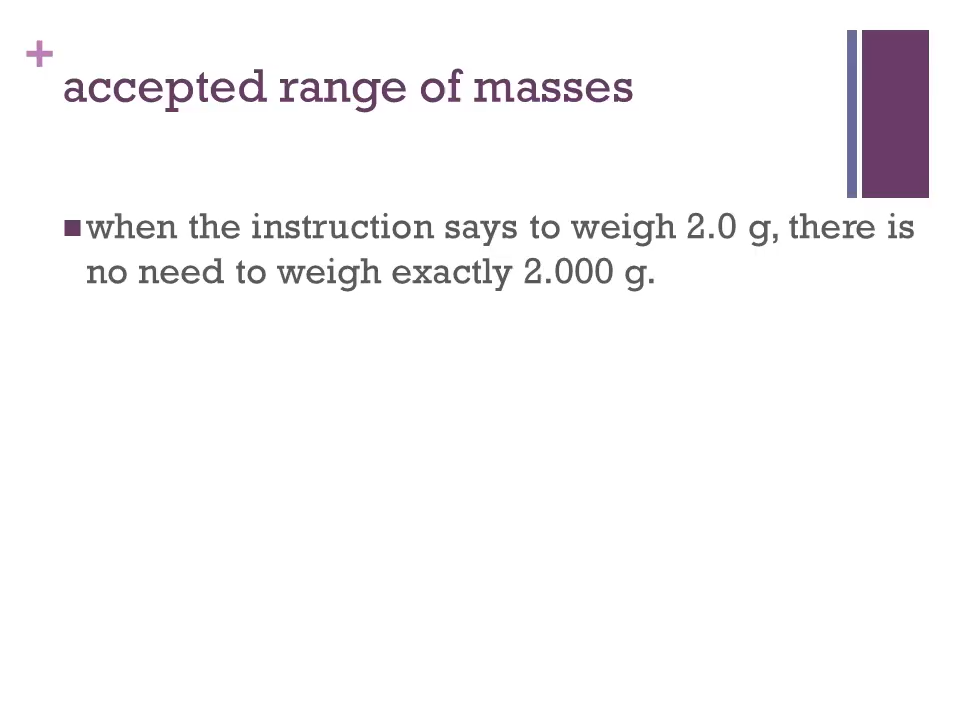 +
accepted range of masses
■ when the instruction says to weigh 2.0 g, there is
no need to weigh exactly 2.000 g.